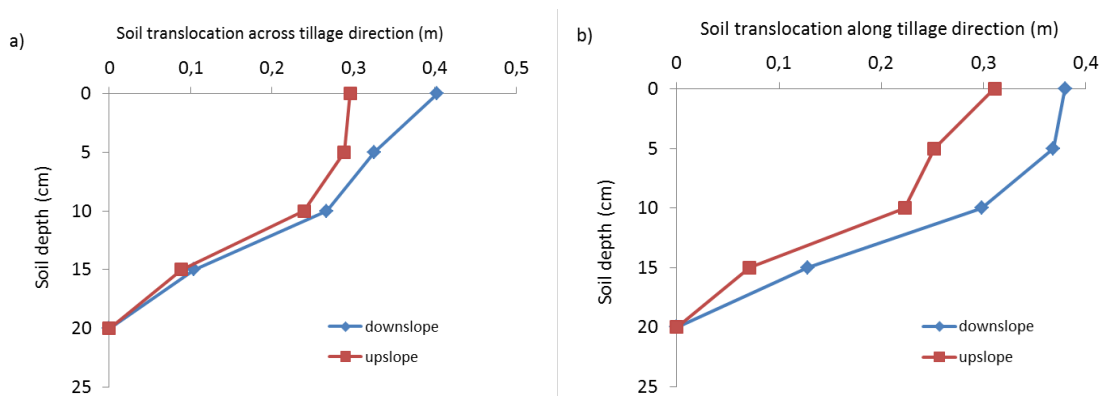 a)
Soil translocation across tillage direction (m)
0 0,1 0,2 0,3 0,4 0,5
0
5
10
15
20
25
Soil depth (cm)
downslope
upslope
b)
Soil translocation along tillage direction (m)
0 0,1 0,2 0,3 0,4
0
5
10
15
20
25
Soil depth (cm)
downslope
upslope